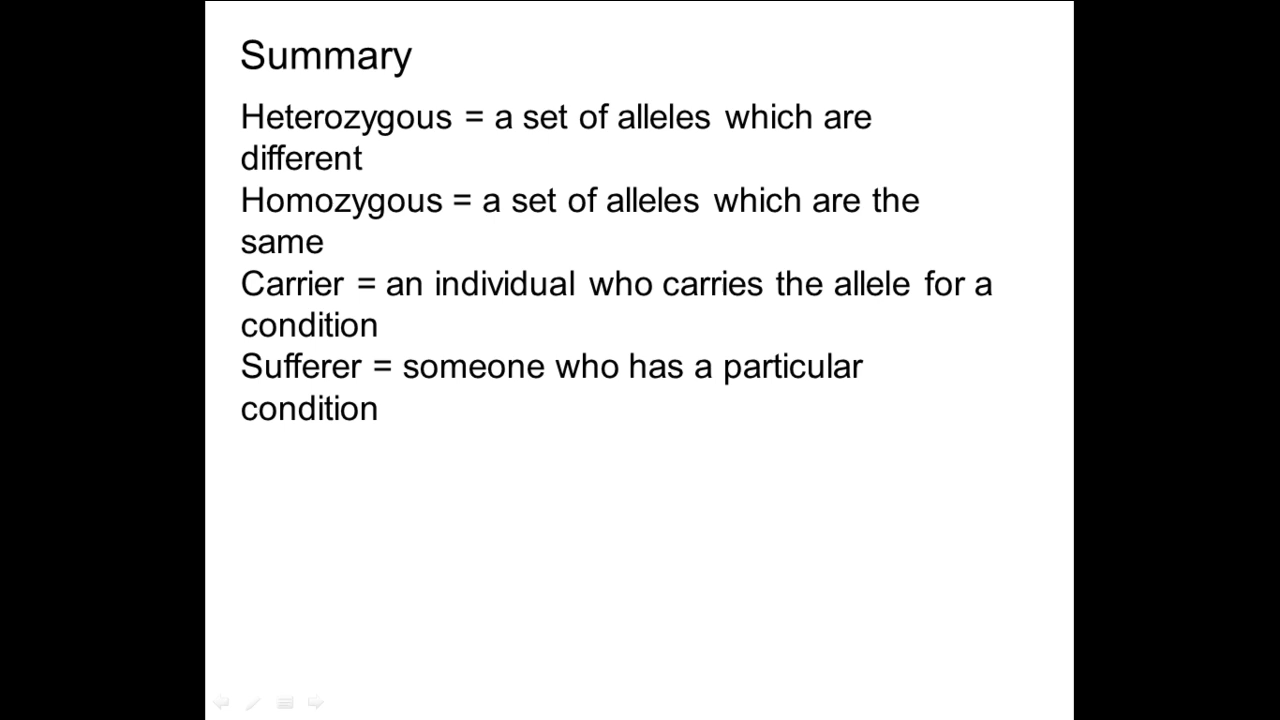 Summary
Heterozygous = a set of alleles which are
different
Homozygous = a set of alleles which are the
same
Carrier = an individual who carries the allele for a
condition
Sufferer = someone who has a particular
condition